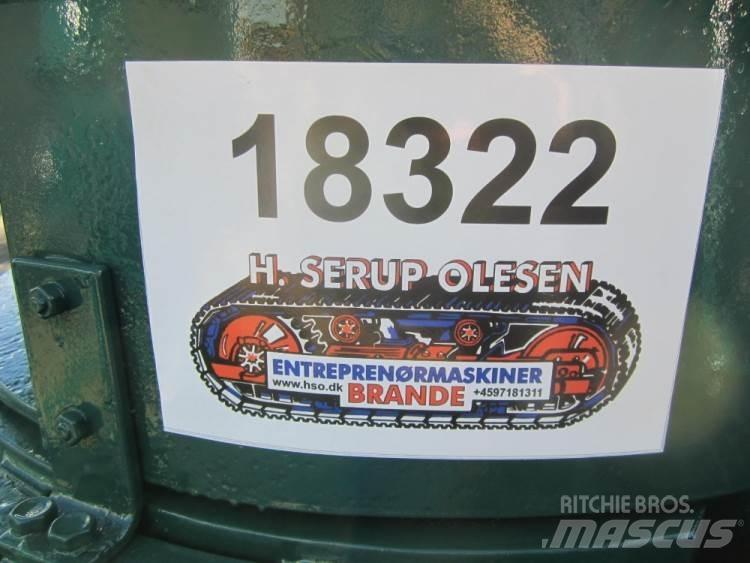 18322
H. SERUP OLESEN
ENTREPRENØRMASKINER
www.hso.dk BRANDE +4597181311
RITCHIE BROS.
MASCUS